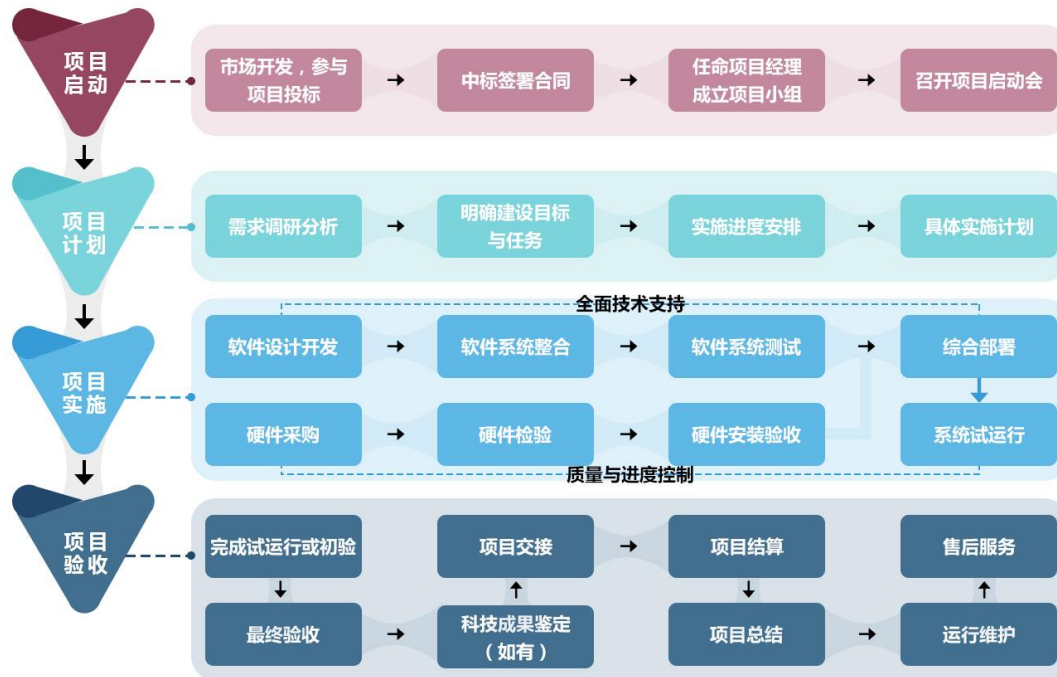 项目
启动
市场开发，参与
项目投标
中标签署合同
任命项目经理
成立项目小组
召开项目启动会
项目
计划
需求调研分析
明确建设目标
与任务
实施进度安排
具体实施计划
项目
实施
全面技术支持
软件设计开发
软件系统整合
软件系统测试
综合部署
硬件采购
硬件检验
硬件安装验收
系统试运行
质量与进度控制
项目
验收
完成试运行或初验
项目交接
项目结算
售后服务
最终验收
科技成果鉴定
（如有）
项目总结
运行维护